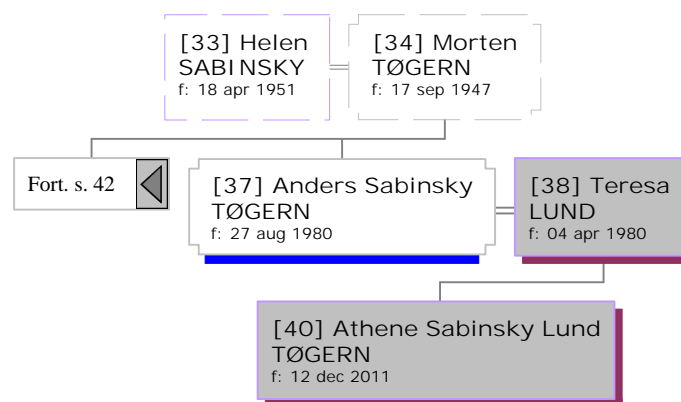 [33] Helen
SABINSKY
f: 18 apr 1951
[34] Morten
TØGERN
f: 17 sep 1947
Fort. s. 42
[37] Anders Sabinsky
TØGERN
f: 27 aug 1980
[38] Teresa
LUND
f: 04 apr 1980
[40] Athene Sabinsky Lund
TØGERN
f: 12 dec 2011